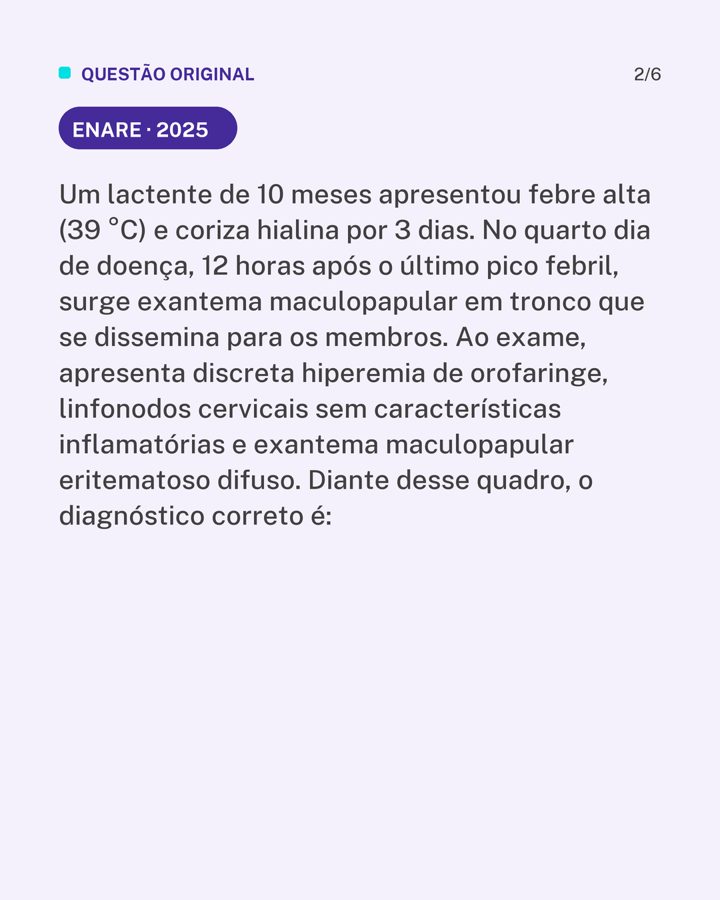 QUESTÃO ORIGINAL
2/6
ENARE · 2025
Um lactente de 10 meses apresentou febre alta
(39 °C) e coriza hialina por 3 dias. No quarto dia
de doença, 12 horas após o último pico febril,
surge exantema maculopapular em tronco que
se dissemina para os membros. Ao exame,
apresenta discreta hiperemia de orofaringe,
linfonodos cervicais sem características
inflamatórias e exantema maculopapular
eritematoso difuso. Diante desse quadro, o
diagnóstico correto é: